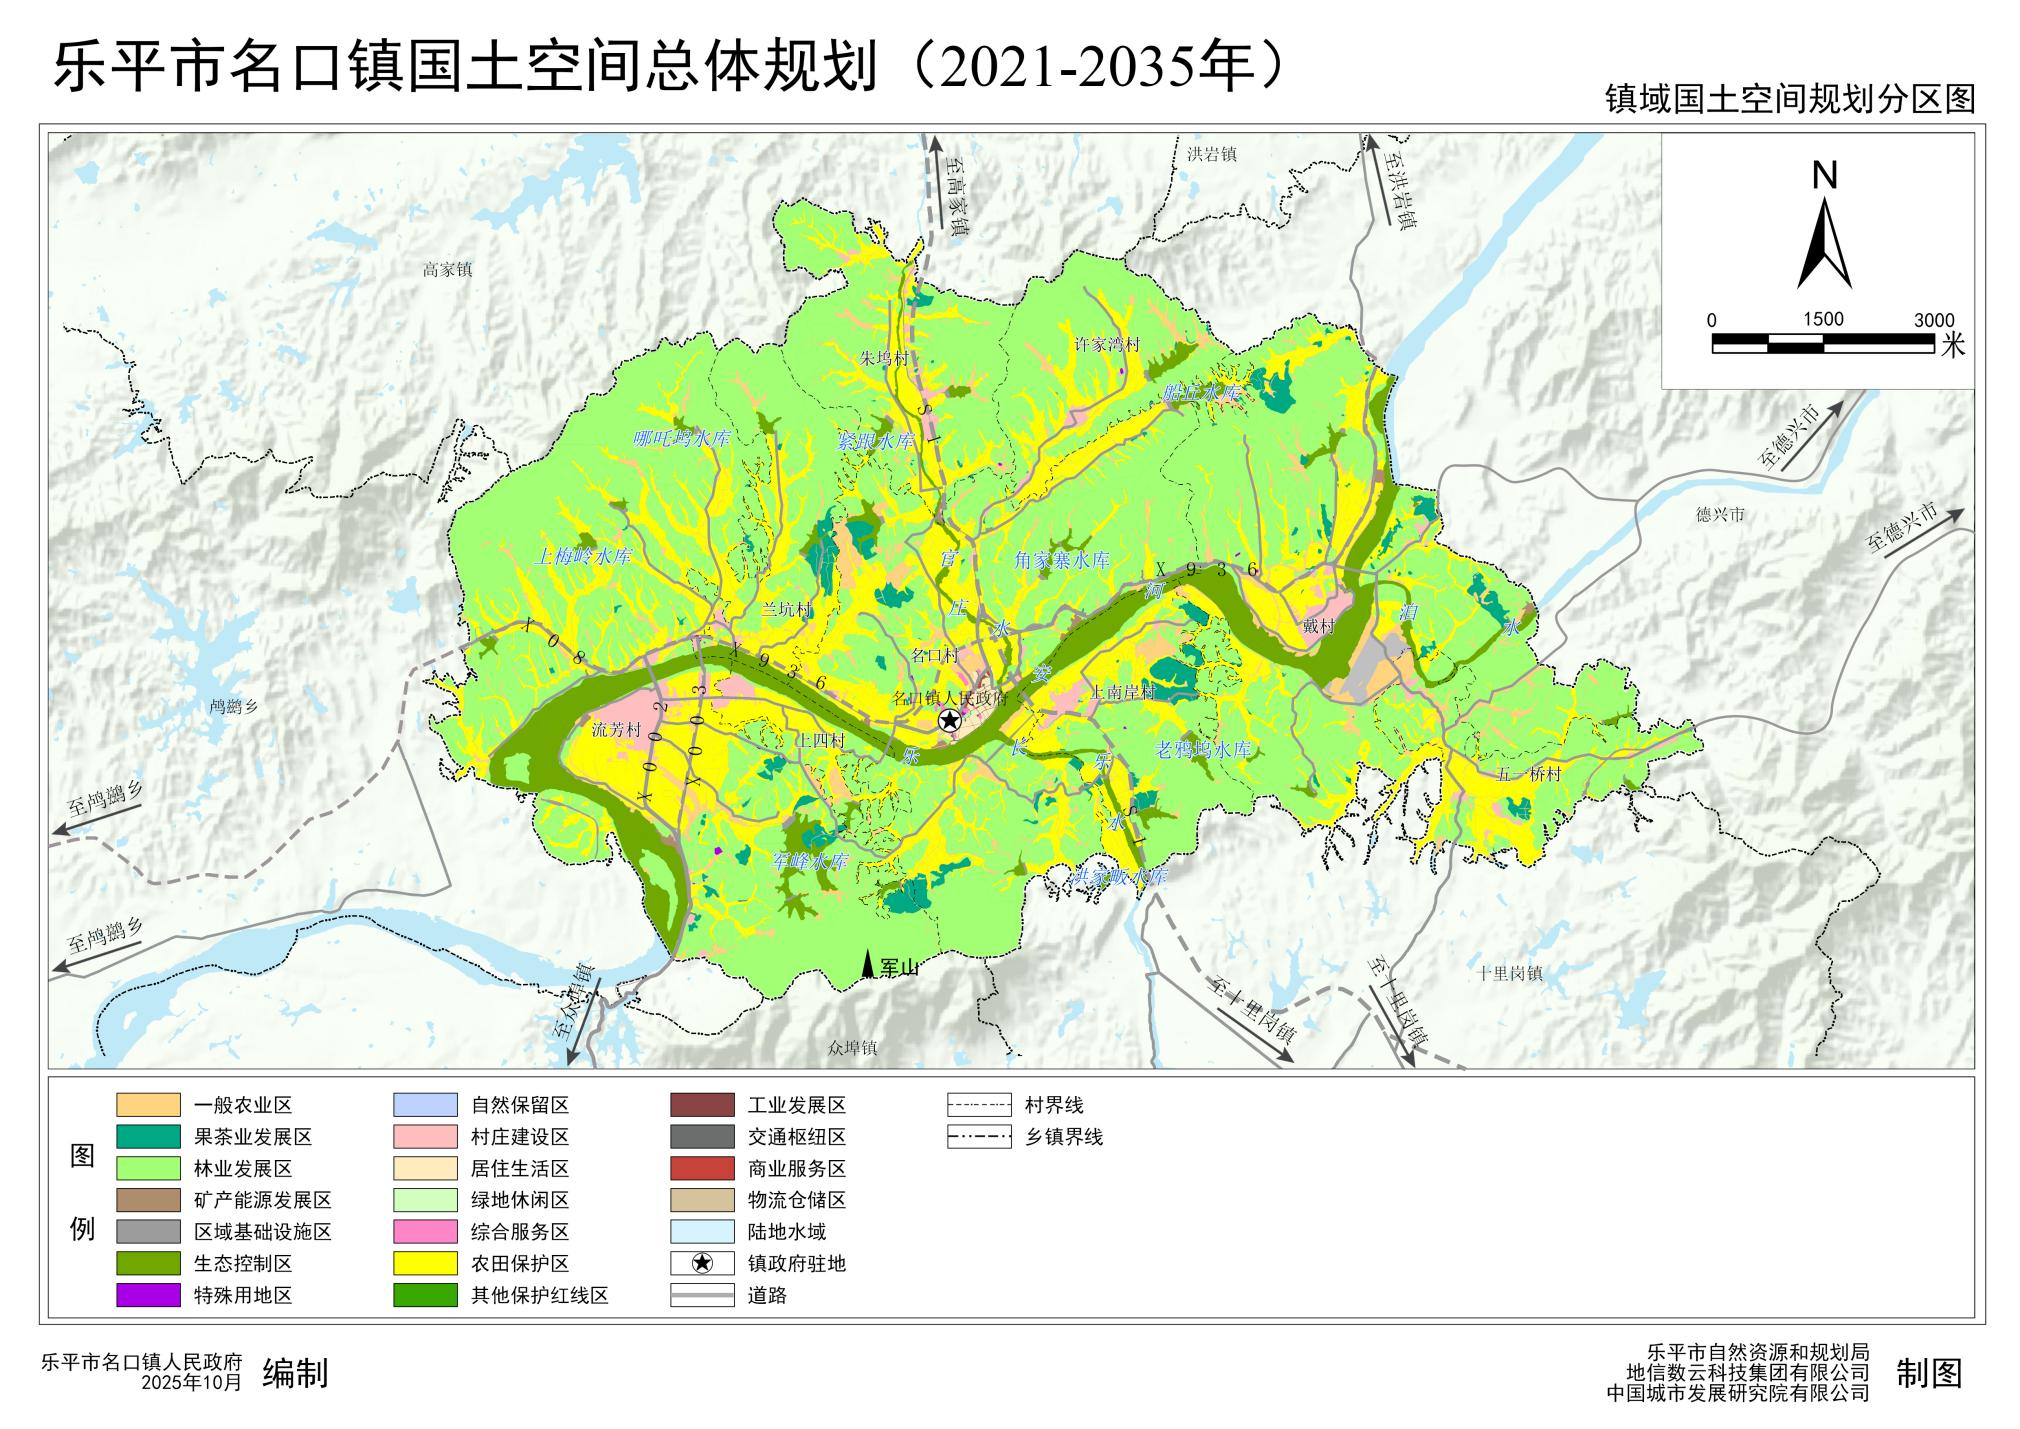 乐平市名口镇国土空间总体规划（2021-2035年）
镇域国土空间规划分区图
至高家镇
洪岩镇
至洪岩镇
N
0 1500 3000
米
高家镇
朱坞村
许家湾村
船丘水库
哪吒坞水库
紧跟水库
S I
至德兴市
德兴市
至德兴市
上梅岭水库
官庄水
角家寨水库
X936
安河
泊水
兰坑村
戴村
X08
X936
名口村
名口镇人民政府
上南岸村
鸬鹚乡
流芳村
X002
X003
上四村
乐
长乐水
老鸦坞水库
五一桥村
S I
至鸬鹚乡
军峰水库
洪家畈水库
至鸬鹚乡
军山
至众埠镇
众埠镇
至十里岗镇
至十里岗镇
十里岗镇
图例
一般农业区
果茶业发展区
林业发展区
矿产能源发展区
区域基础设施区
生态控制区
特殊用地区
自然保留区
村庄建设区
居住生活区
绿地休闲区
综合服务区
农田保护区
其他保护红线区
工业发展区
交通枢纽区
商业服务区
物流仓储区
陆地水域
镇政府驻地
道路
村界线
乡镇界线
乐平市名口镇人民政府
2025年10月
编制
乐平市自然资源和规划局
地信数云科技集团有限公司
中国城市发展研究院有限公司
制图